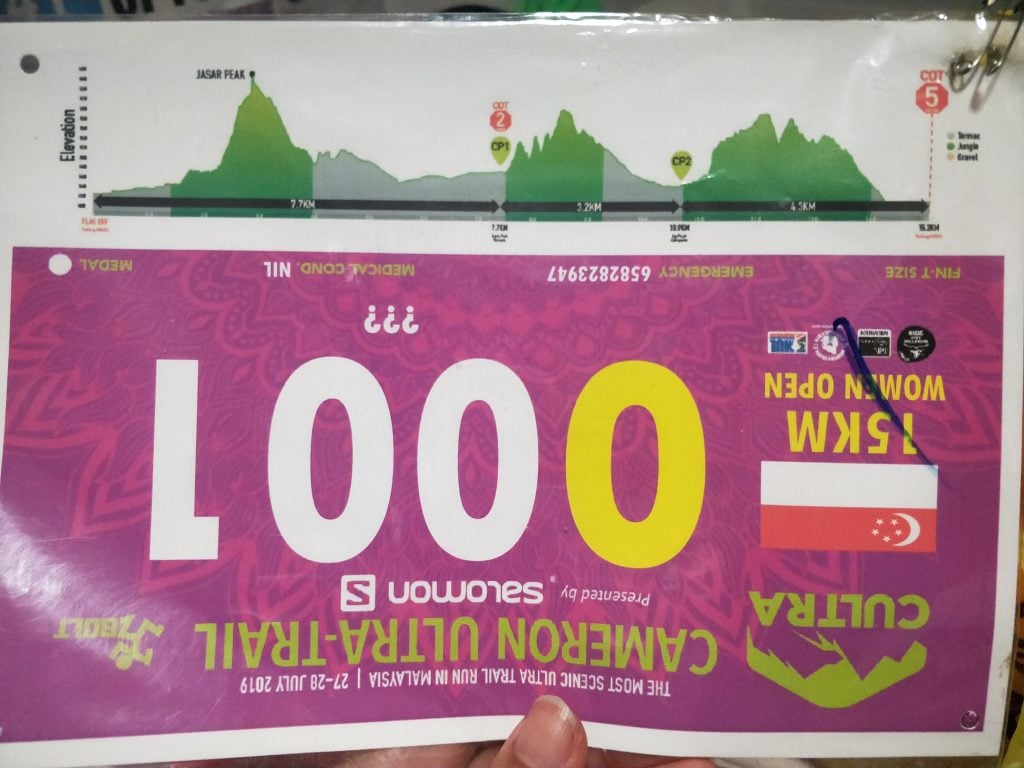 JASAR PEAK
Elevation
COT
2
CP1
CP2
COT
5
Tarmac
Jungle
Gravel
7.7KM
3.2KM
4.3KM
FLAG OFF
7.7KM
10.9KM
15.2KM
THE MOST SCENIC ULTRA TRAIL RUN IN MALAYSIA | 27-28 JULY 2019
CULTRA
CAMERON ULTRA-TRAIL
Presented by salomon
15KM
WOMEN OPEN
0001
???
FIN-T SIZE
EMERGENCY 6582823947
MEDICAL COND. NIL
MEDAL